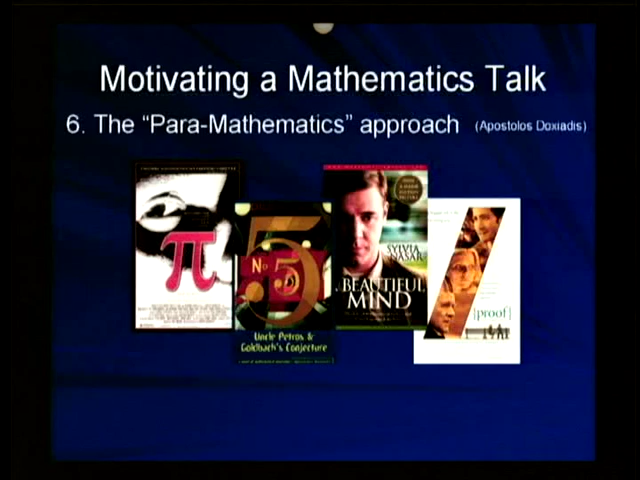 Motivating a Mathematics Talk
6. The “Para-Mathematics” approach (Apostolos Doxiadis)
π
5
No 5
Uncle Petros &
Goldbach's Conjecture
SYLVIA
NASAR
A BEAUTIFUL
MIND
[proof]